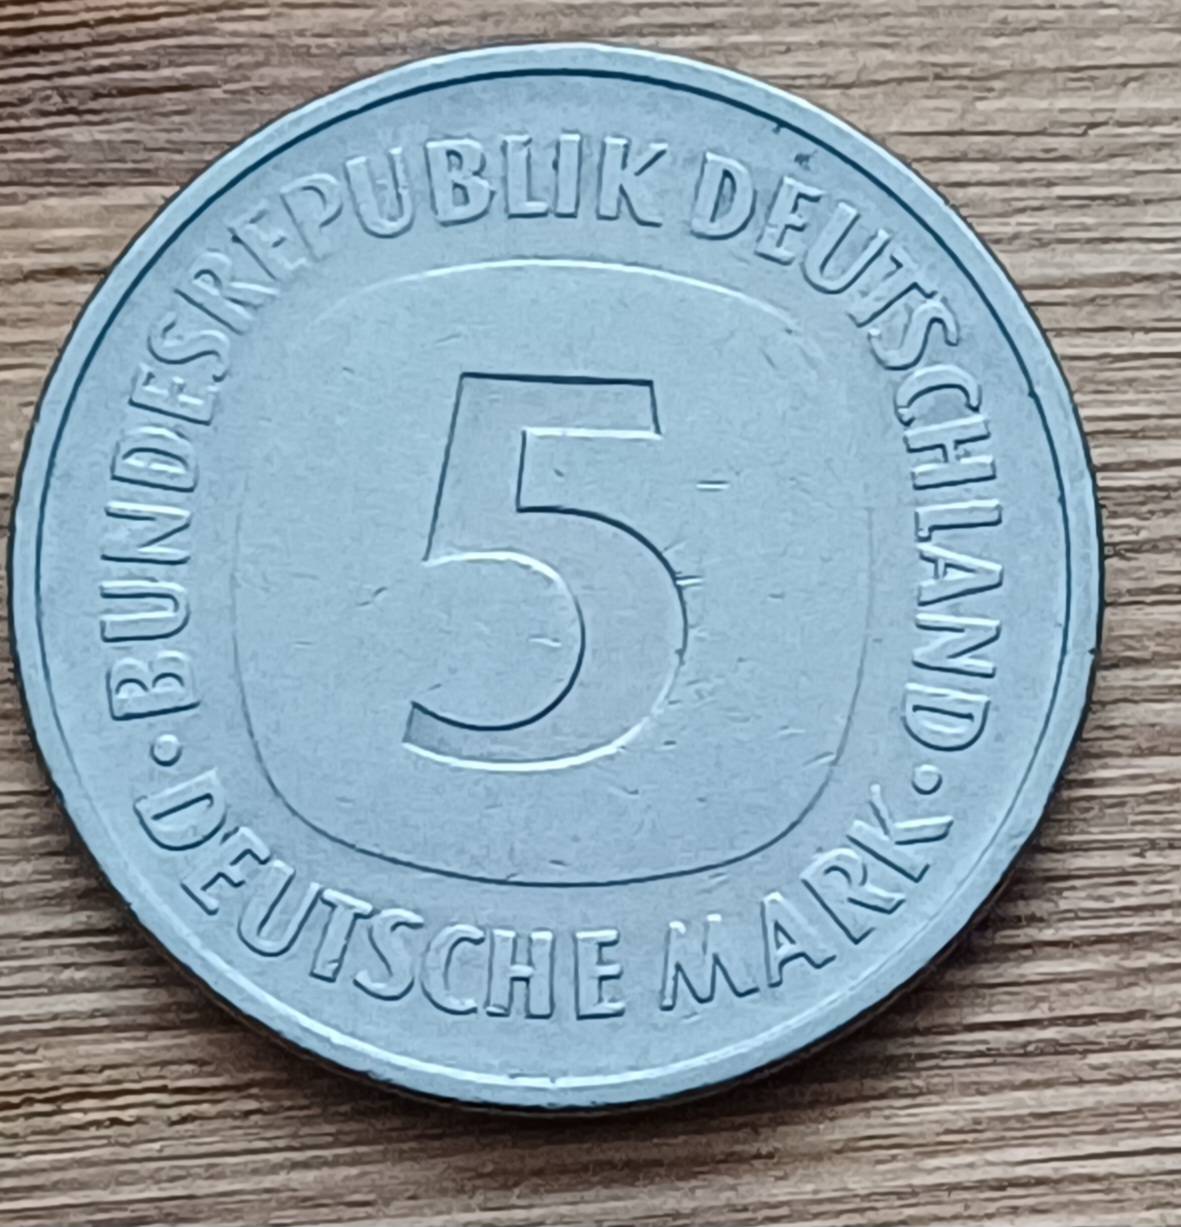 BUNDESREPUBLIK DEUTSCHLAND
5
DEUTSCHE MARK